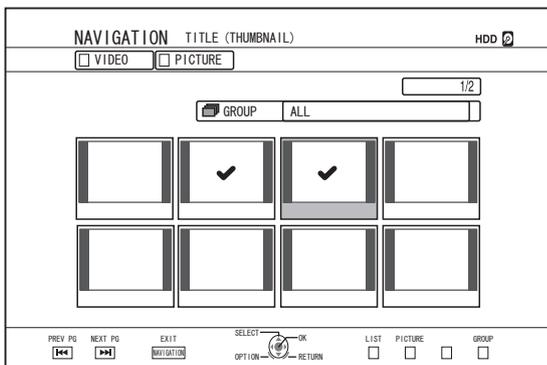 NAVIGATION TITLE (THUMBNAIL) HDD
VIDEO PICTURE
1/2
GROUP ALL
PREV PG NEXT PG EXIT SELECT OK LIST PICTURE GROUP
NAVIGATION OPTION RETURN